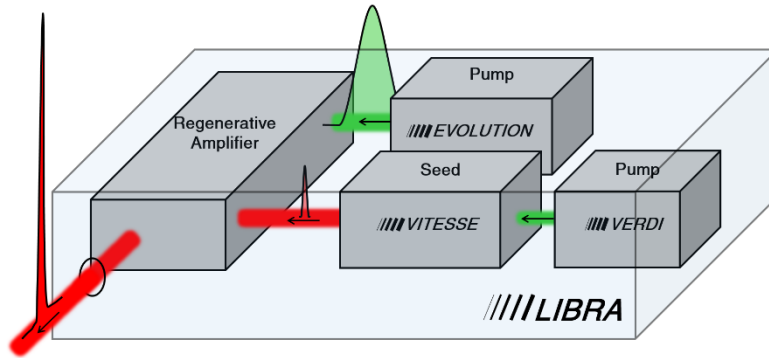 Pump
Regenerative
Amplifier
EVOLUTION
Seed
Pump
VITESSE
VERDI
LIBRA